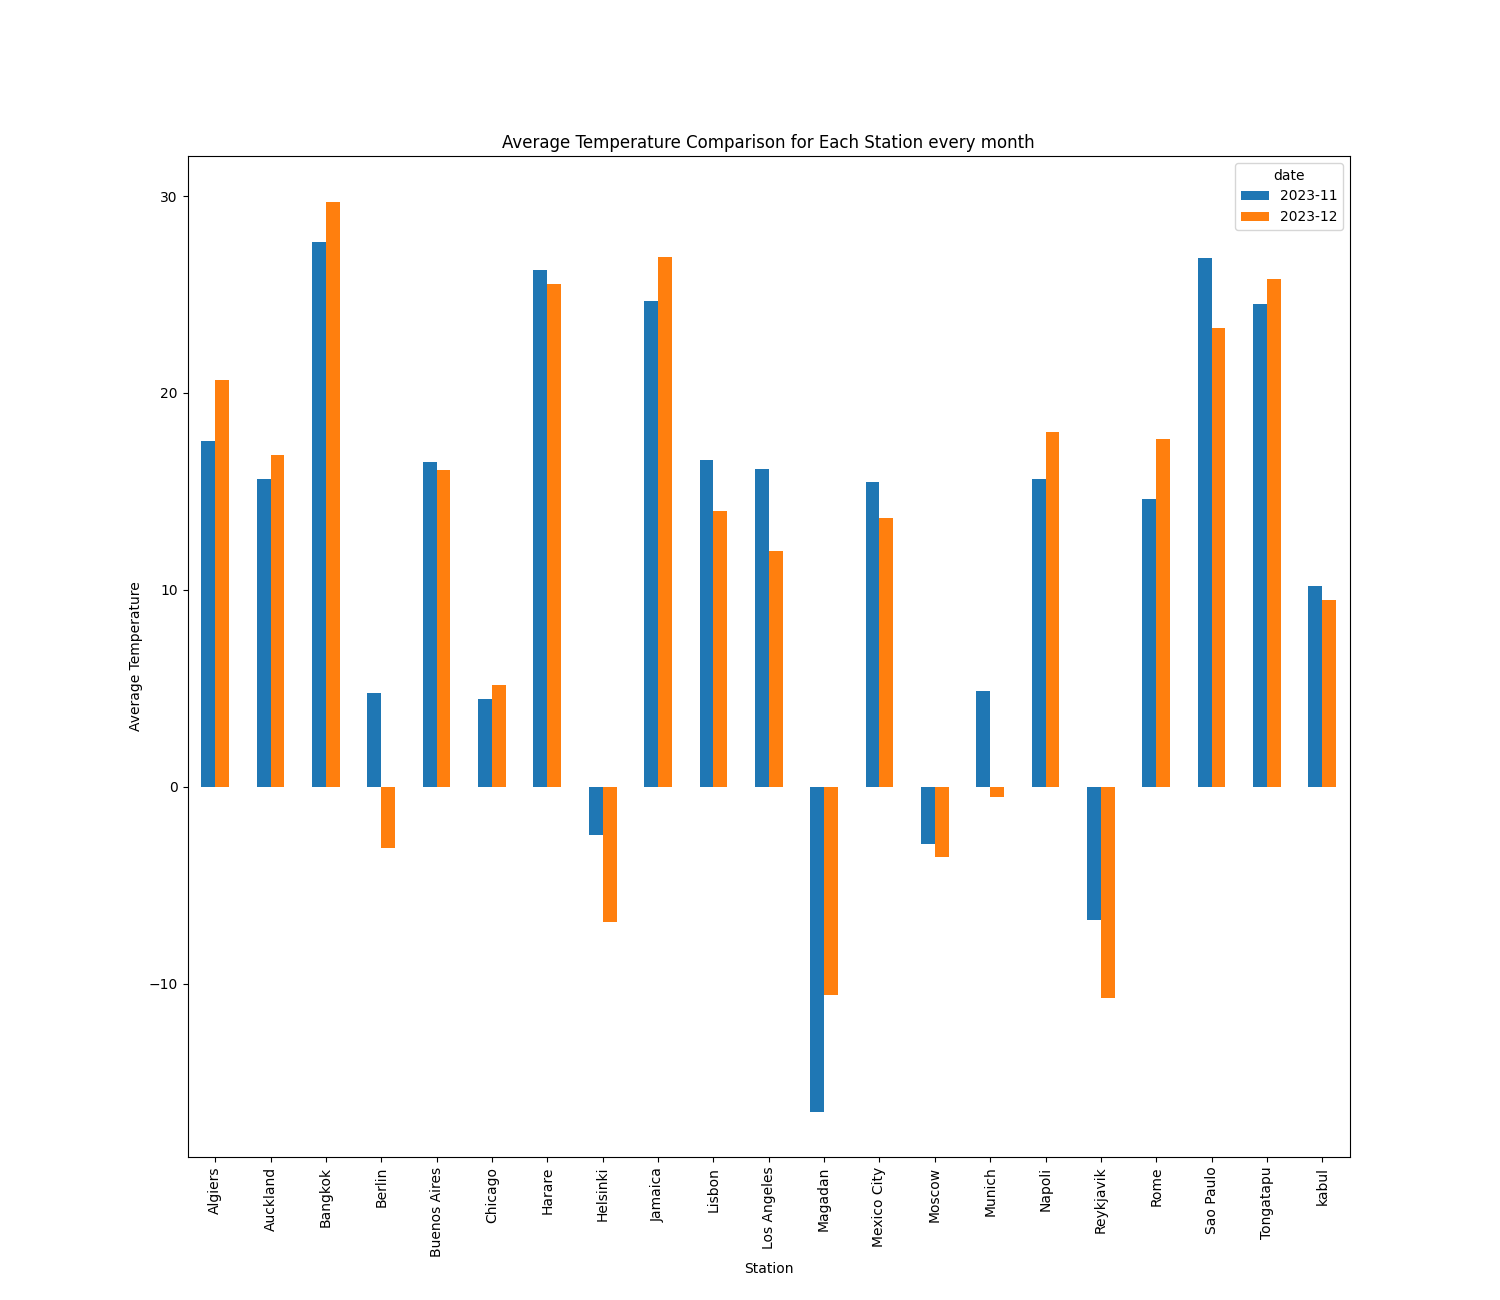 Average Temperature Comparison for Each Station every month
date
2023-11
2023-12
30
20
10
0
−10
Average Temperature
Algiers
Auckland
Bangkok
Berlin
Buenos Aires
Chicago
Harare
Helsinki
Jamaica
Lisbon
Los Angeles
Magadan
Mexico City
Moscow
Munich
Napoli
Reykjavik
Rome
Sao Paulo
Tongatapu
kabul
Station